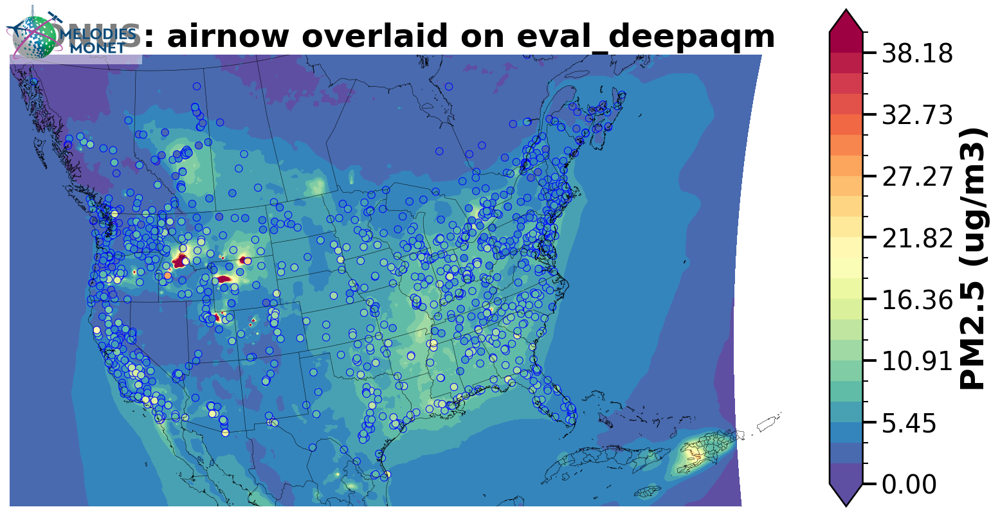 MELODIES
MONET
ONUS: airnow overlaid on eval_deepaqm
38.18
32.73
27.27
21.82
16.36
10.91
5.45
0.00
PM2.5 (ug/m3)